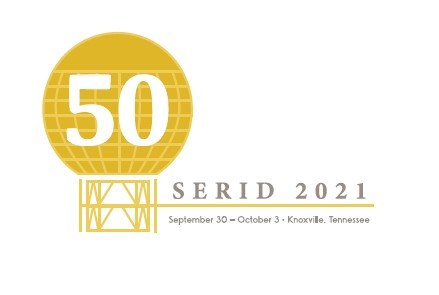 50
SERID 2021
September 30 – October 3 • Knoxville, Tennessee